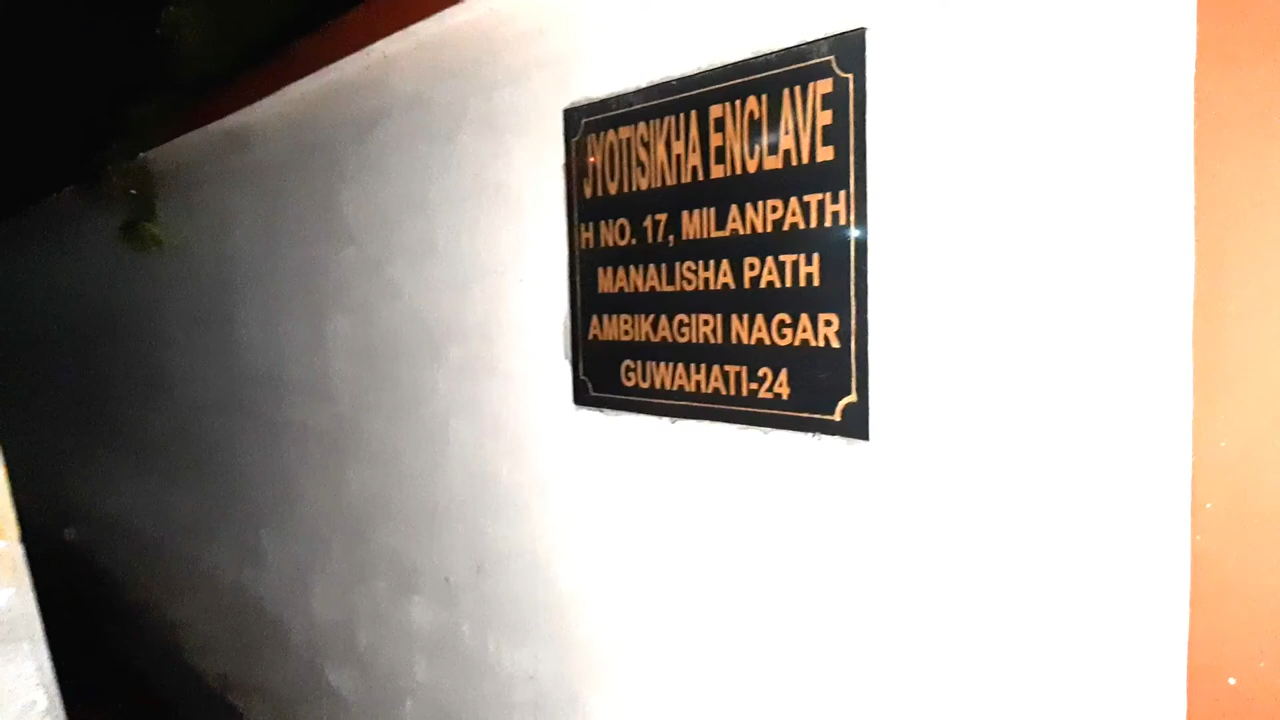 JYOTISIKHA ENCLAVE
H NO. 17, MILANPATH
MANALISHA PATH
AMBIKAGIRI NAGAR
GUWAHATI-24